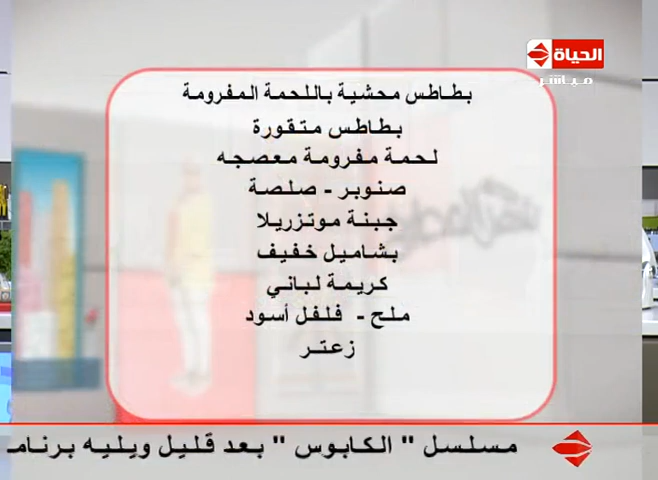 الحياة
مباشر
بطاطس محشية باللحمة المفرومة
بطاطس متقورة
لحمة مفرومة معصجه
صنوبر - صلصة
جبنة موتزريلا
بشاميل خفيف
كريمة لباني
ملح - فلفل أسود
زعتر
مسلسل " الكابوس " بعد قليل ويليه برنامـ